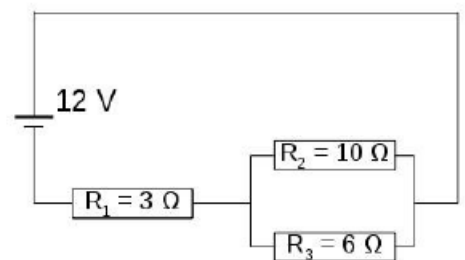 12 V
R₂ = 10 Ω
R₁ = 3 Ω
R₃ = 6 Ω